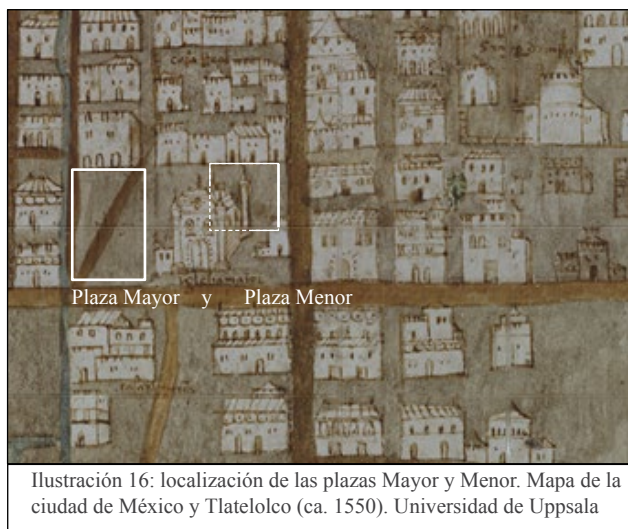 Plaza Mayor y Plaza Menor
Ilustración 16: localización de las plazas Mayor y Menor. Mapa de la
ciudad de México y Tlatelolco (ca. 1550). Universidad de Uppsala